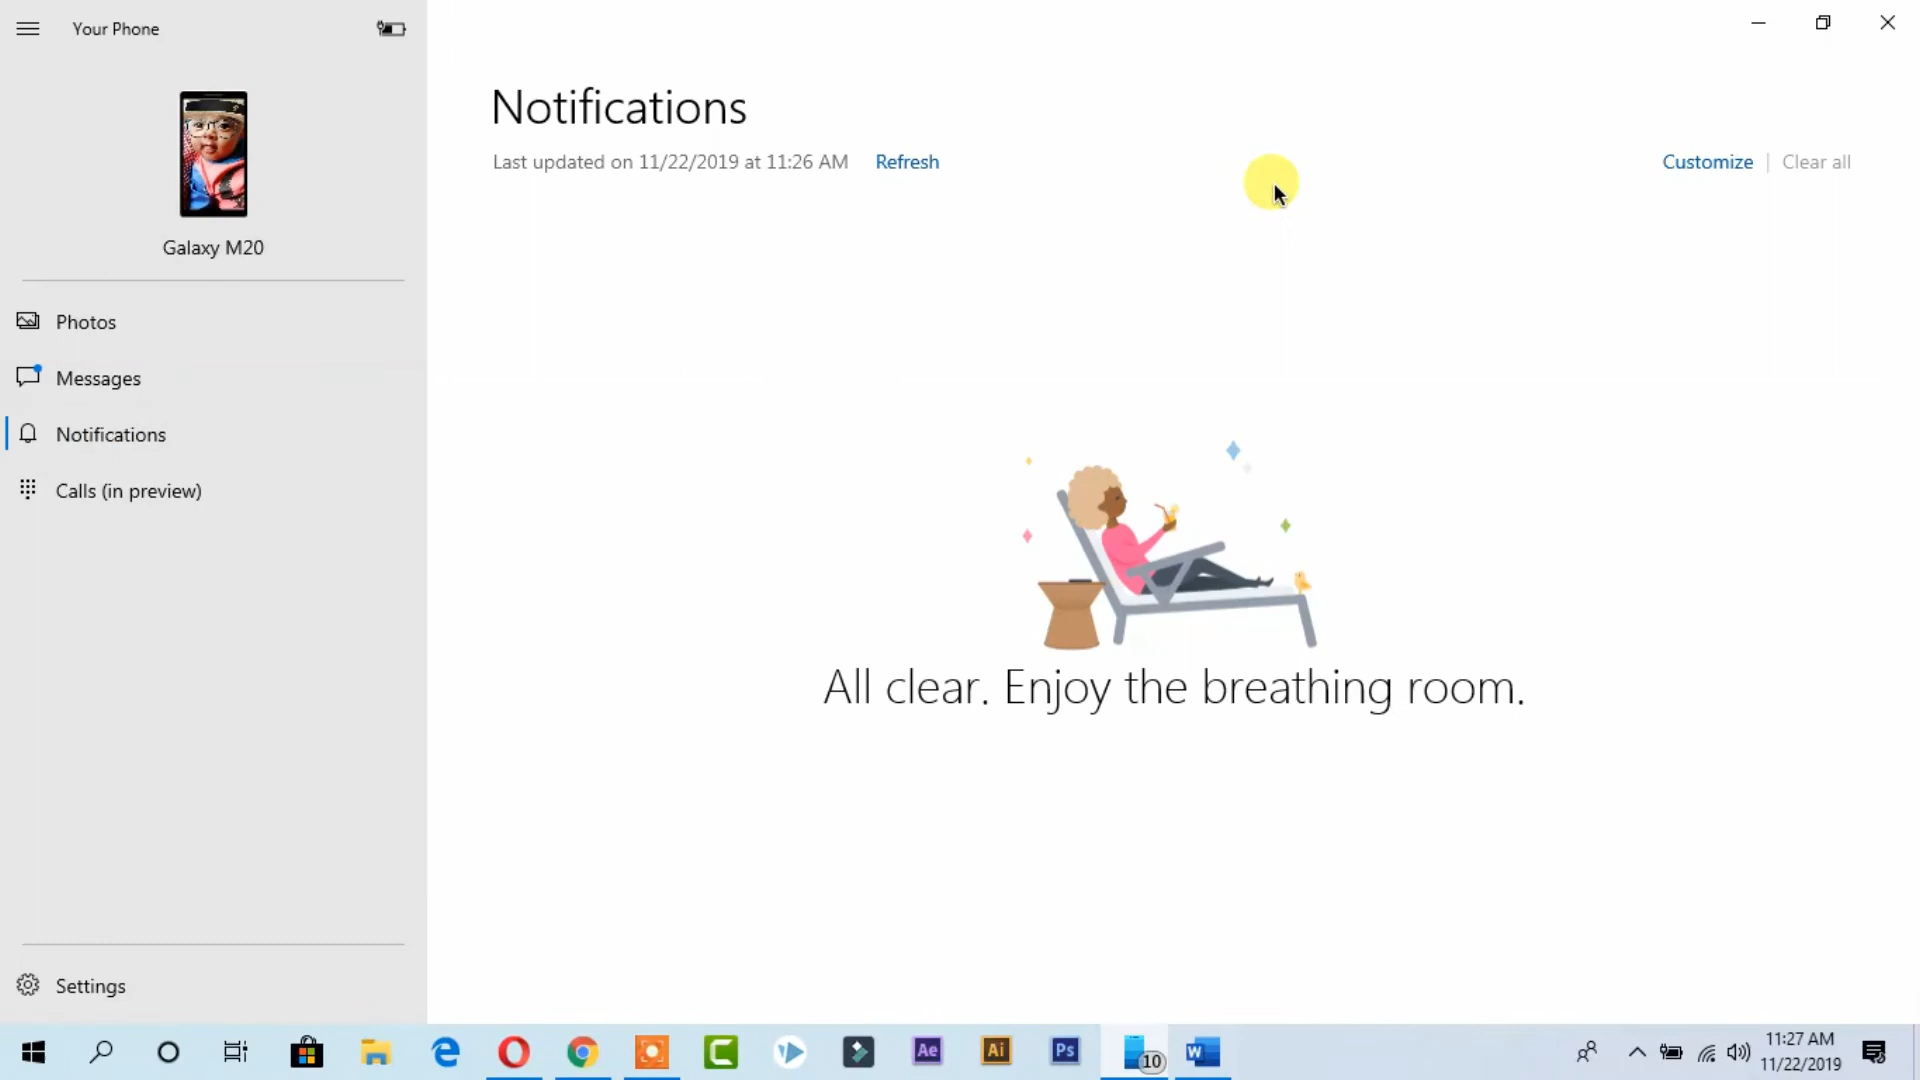 Your Phone
Galaxy M20
Photos
Messages
Notifications
Calls (in preview)
Settings
Notifications
Last updated on 11/22/2019 at 11:26 AM Refresh
Customize | Clear all
All clear. Enjoy the breathing room.
Ae
Ai
Ps
10
W
11:27 AM
11/22/2019